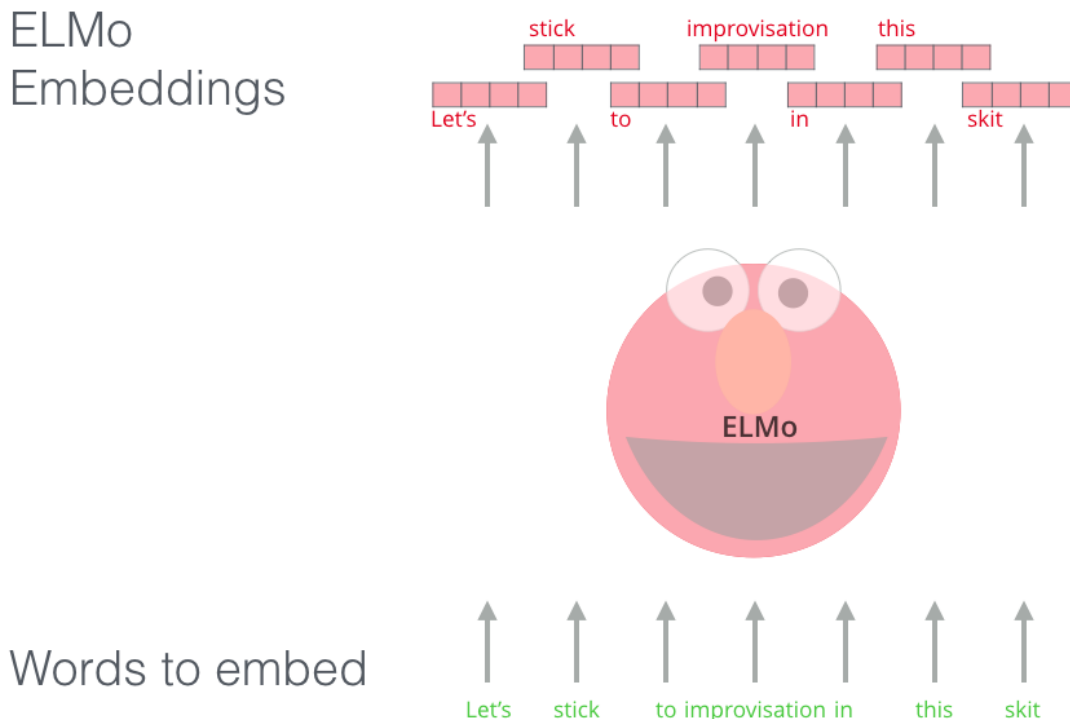 ELMo
Embeddings
stick improvisation this
Let's to in skit
ELMo
Words to embed
Let's stick to improvisation in this skit